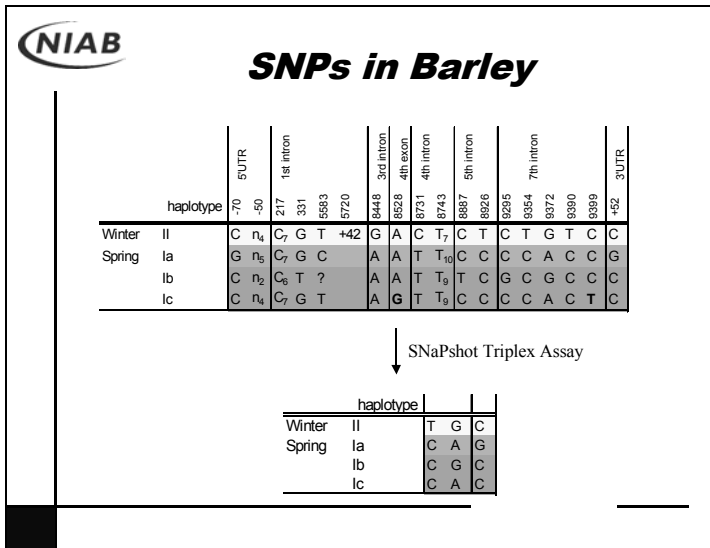 NIAB
SNPs in Barley
5'UTR 1st intron 3rd intron 4th exon 4th intron 5th intron 7th intron 3'UTR
haplotype -70 -50 217 331 5583 5720 8448 8528 8731 8743 8887 8926 9295 9354 9372 9390 9399 +52
Winter II C n₄ C₇ G T +42 G A C T₇ C T C T G T C C
Spring Ia G n₅ C₇ G C A A T T₁₀ C C C C A C C G
Ib C n₂ C₆ T ? A A T T₉ T C G C G C C C
Ic C n₄ C₇ G T A G T T₉ C C C C A C T C
SNaPshot Triplex Assay
haplotype
Winter II T G C
Spring Ia C A G
Ib C G C
Ic C A C